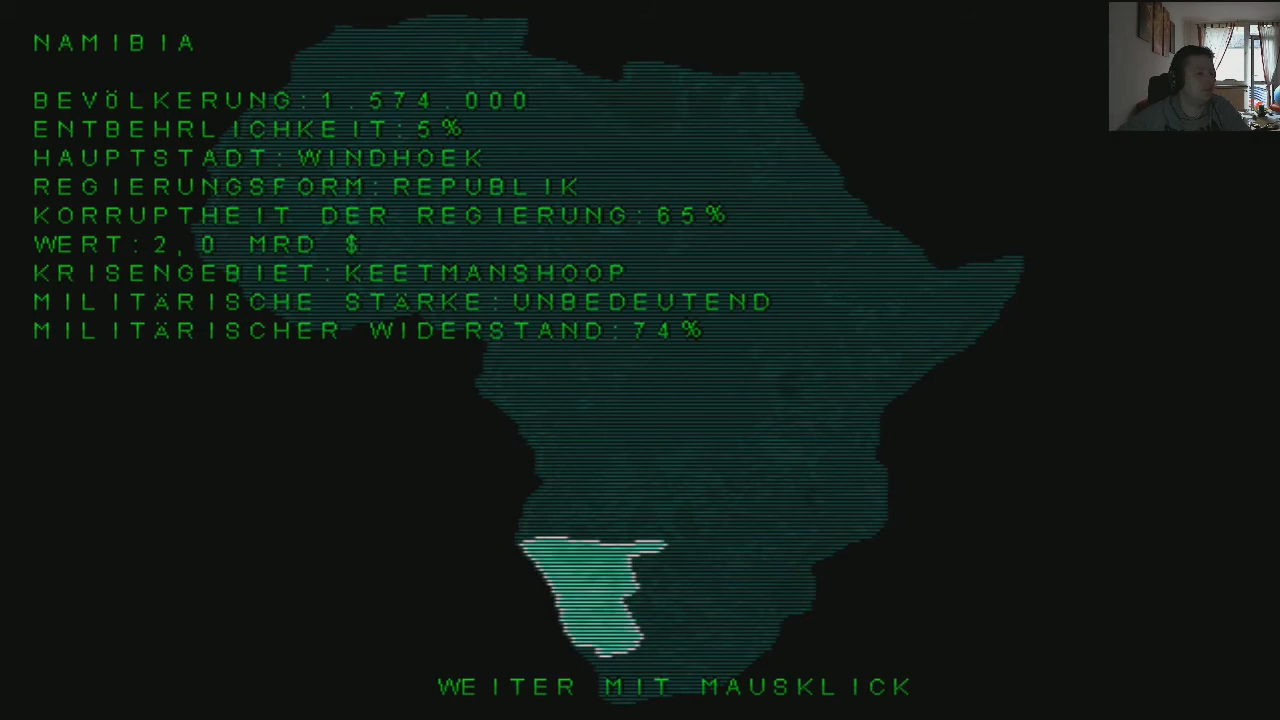 NAMIBIA
BEVÖLKERUNG:1.574.000
ENTBEHRLICHKEIT:5%
HAUPTSTADT:WINDHOEK
REGIERUNGSFORM:REPUBLIK
KORRUPTHEIT DER REGIERUNG:65%
WERT:2,0 MRD $
KRISENGEBIET:KEETMANSHOOP
MILITÄRISCHE STÄRKE:UNBEDEUTEND
MILITÄRISCHER WIDERSTAND:74%
WEITER MIT MAUSKLICK